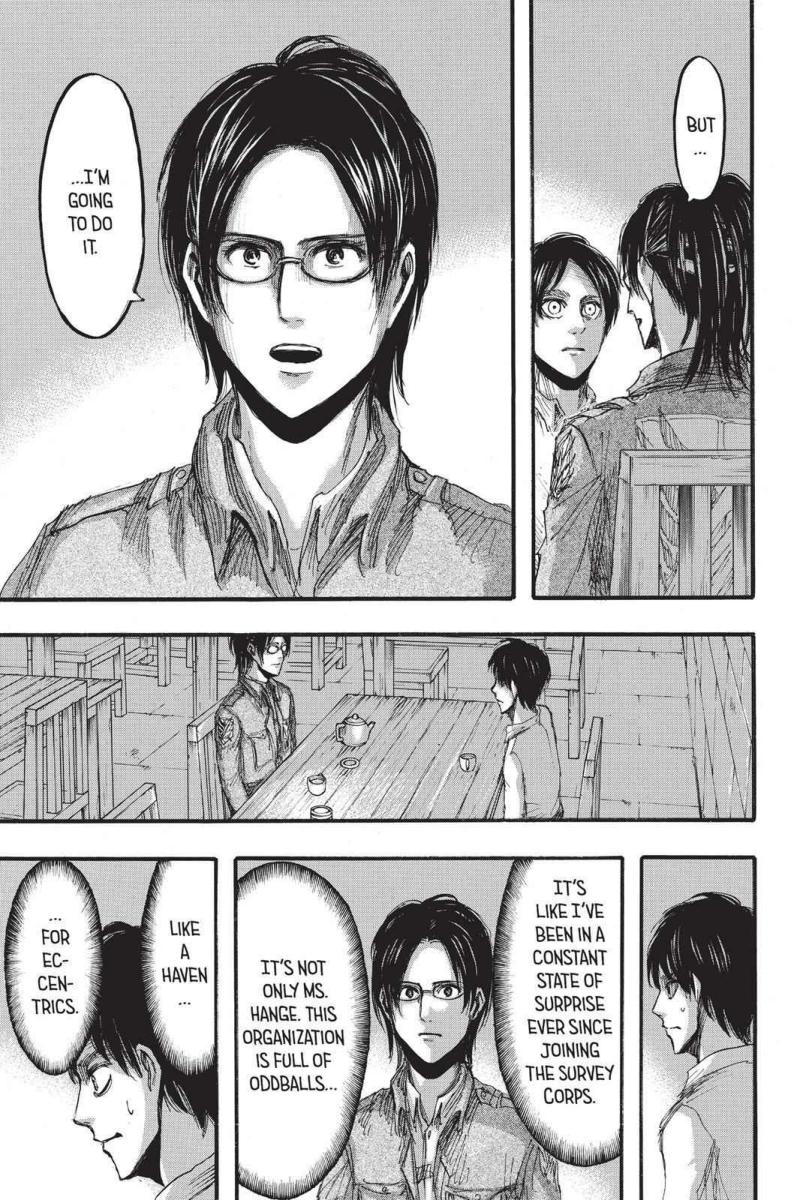 BUT
...
...I'M
GOING
TO DO
IT.
IT'S
LIKE I'VE
BEEN IN A
CONSTANT
STATE OF
SURPRISE
EVER SINCE
JOINING
THE SURVEY
CORPS.
IT'S NOT
ONLY MS.
HANGE. THIS
ORGANIZATION
IS FULL OF
ODDBALLS...
LIKE
A
HAVEN
...
...
FOR
EC-
CEN-
TRICS.